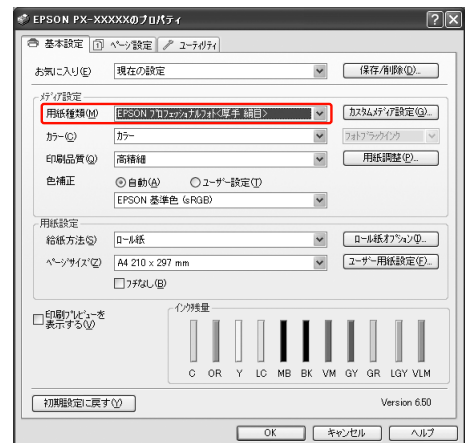 EPSON PX-XXXXXのプロパティ
基本設定 ページ設定 ユーティリティ
お気に入り(E) 現在の設定 保存/削除(D)...
メディア設定
用紙種類(M) EPSON プロフェッショナルフォト<厚手 絹目> カスタムメディア設定(G)...
カラー(C) カラー フォトブラックインク
印刷品質(Q) 高精細 用紙調整(P)...
色補正 自動(A) ユーザー設定(T)
EPSON 基準色 (sRGB)
用紙設定
給紙方法(S) ロール紙 ロール紙オプション(I)...
ページサイズ(Z) A4 210 x 297 mm ユーザー用紙設定(F)...
フチなし(B)
印刷プレビューを
表示する(V)
インク残量
C OR Y LC MB BK VM GY GR LGY VLM
初期設定に戻す(Y) Version 6.50
OK キャンセル ヘルプ